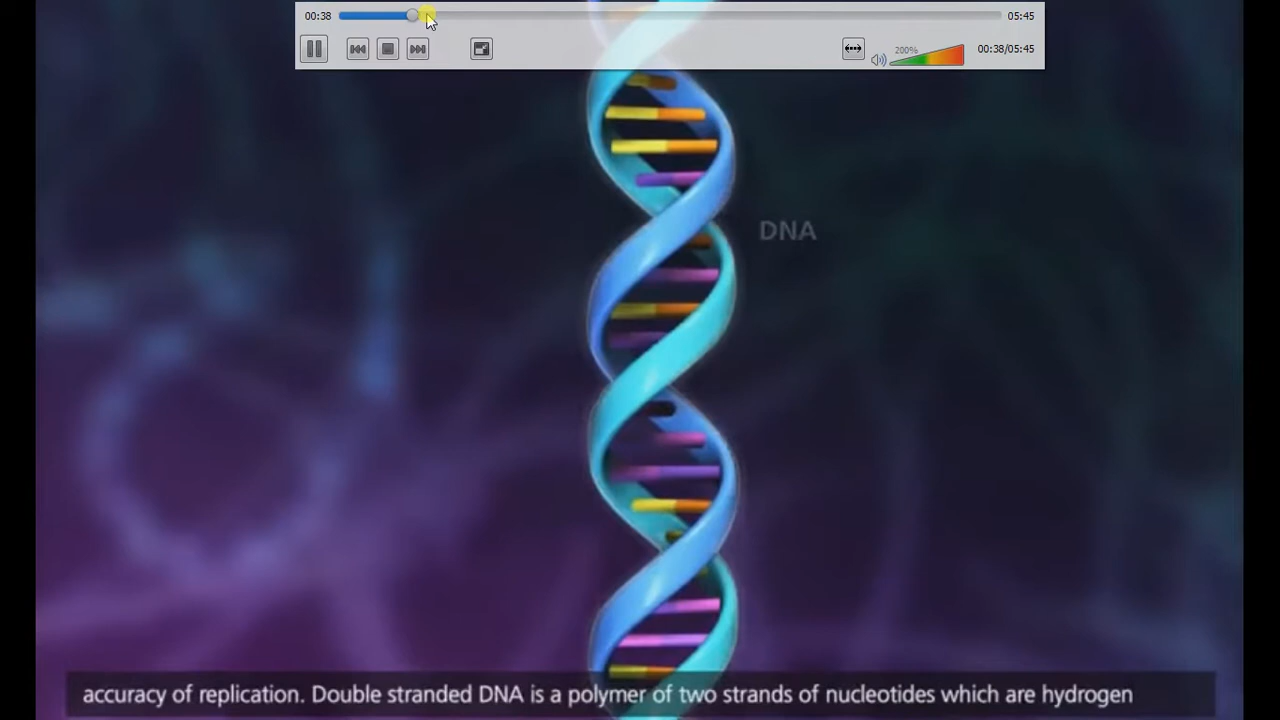 00:38
05:45
200%
00:38/05:45
DNA
accuracy of replication. Double stranded DNA is a polymer of two strands of nucleotides which are hydrogen